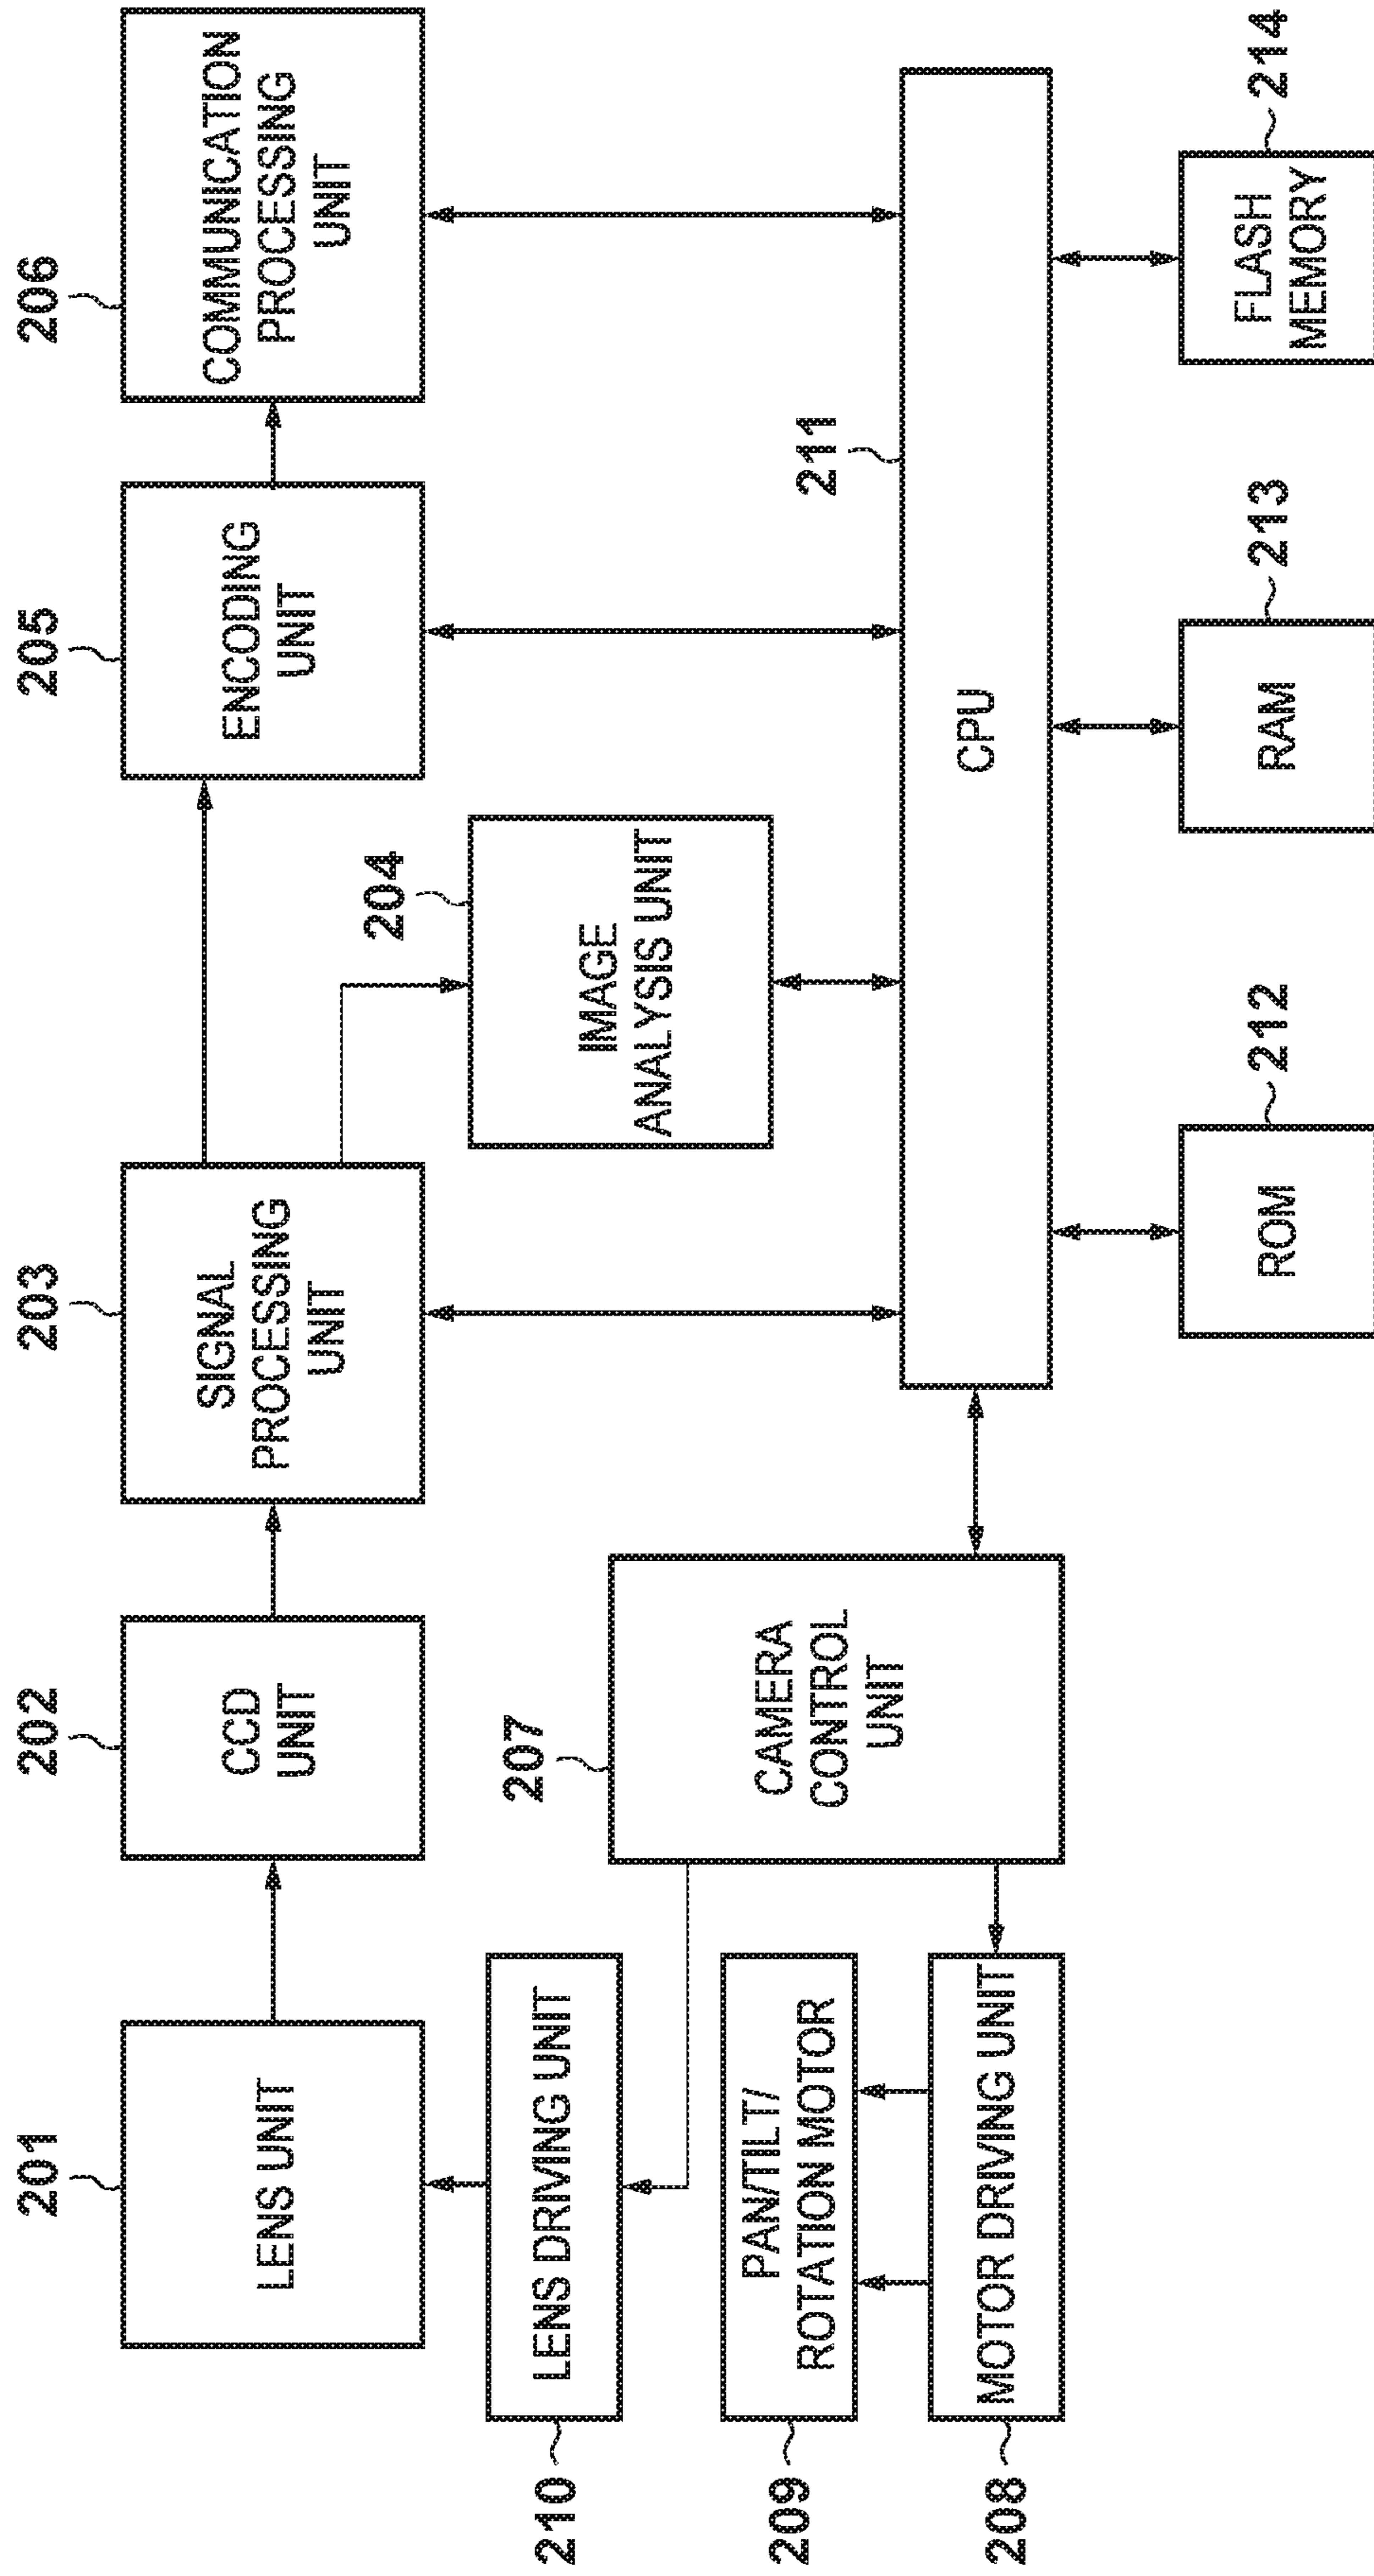 201
LENS UNIT
202
CCD
UNIT
203
SIGNAL
PROCESSING
UNIT
205
ENCODING
UNIT
206
COMMUNICATION
PROCESSING
UNIT
204
IMAGE
ANALYSIS UNIT
210
LENS DRIVING UNIT
209
PAN/TILT/
ROTATION MOTOR
208
MOTOR DRIVING UNIT
207
CAMERA
CONTROL
UNIT
211
CPU
212
ROM
213
RAM
214
FLASH
MEMORY